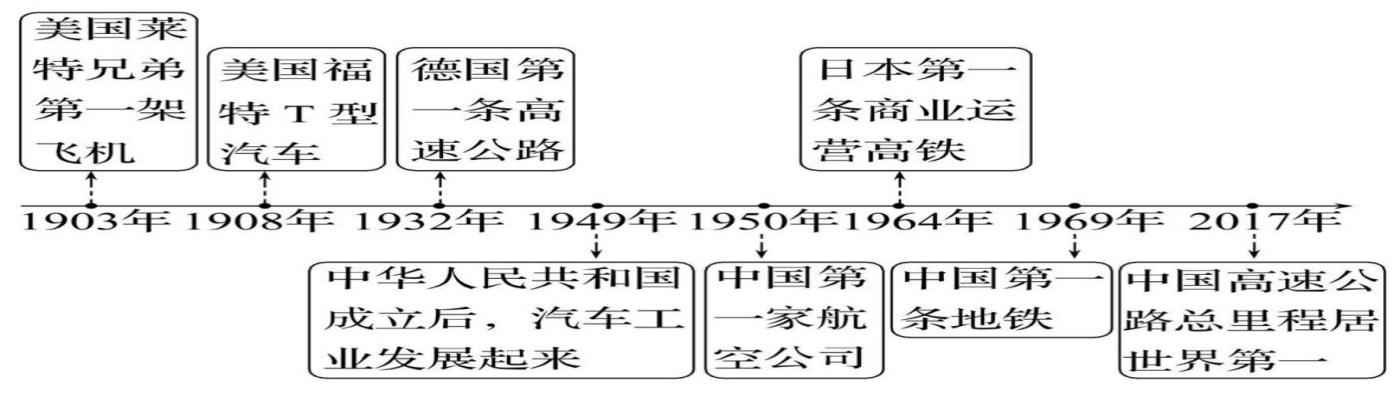 美国莱
特兄弟
第一架
飞机
美国福
特T型
汽车
德国第
一条高
速公路
日本第一
条商业运
营高铁
1903年 1908年 1932年 1949年 1950年 1964年 1969年 2017年
中华人民共和国
成立后，汽车工
业发展起来
中国第
一家航
空公司
中国第一
条地铁
中国高速公
路总里程居
世界第一